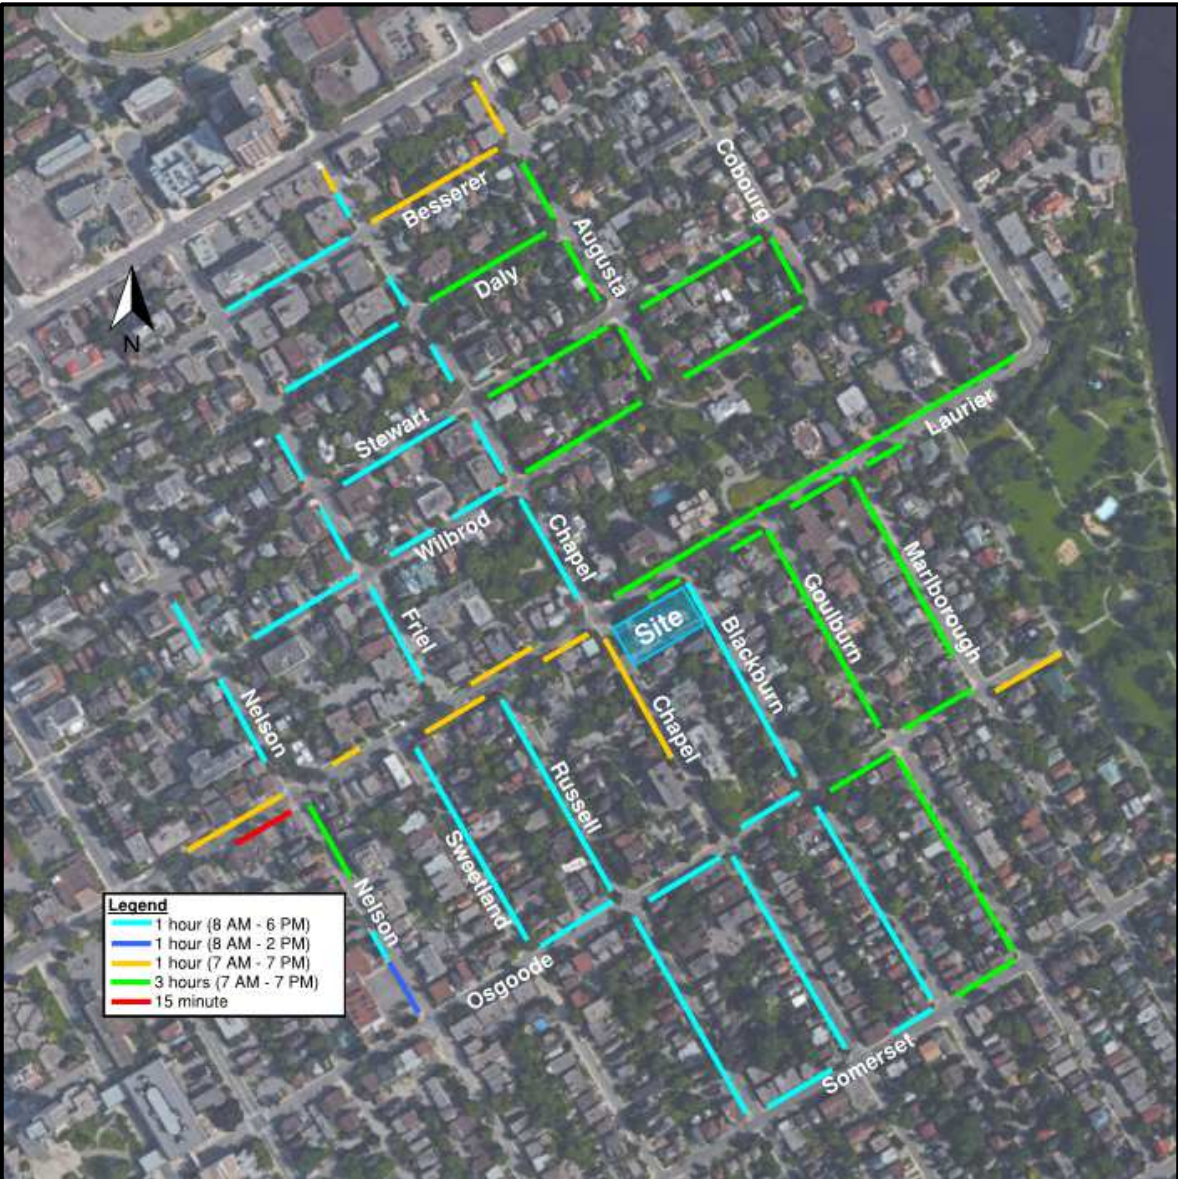 Cobourg
Besserer
Augusta
Daly
N
Laurier
Stewart
Wilbrod
Chapel
Marlborough
Goulburn
Friel
Site
Blackburn
Nelson
Chapel
Russell
Sweetland
Nelson
Osgoode
Somerset
Legend
1 hour (8 AM - 6 PM)
1 hour (8 AM - 2 PM)
1 hour (7 AM - 7 PM)
3 hours (7 AM - 7 PM)
15 minute